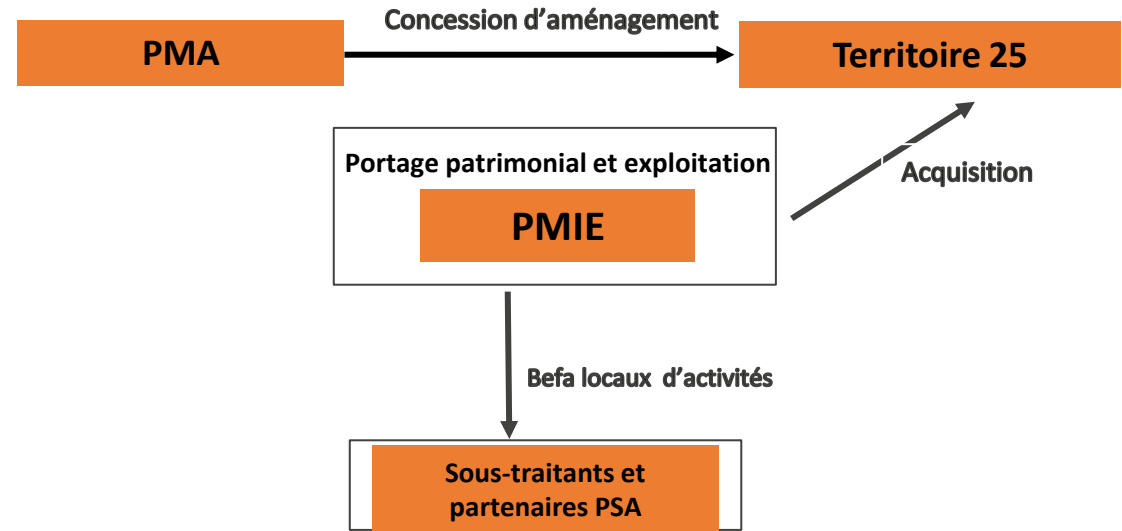 Concession d'aménagement
PMA
Territoire 25
Portage patrimonial et exploitation
PMIE
Acquisition
Befa locaux d'activités
Sous-traitants et
partenaires PSA